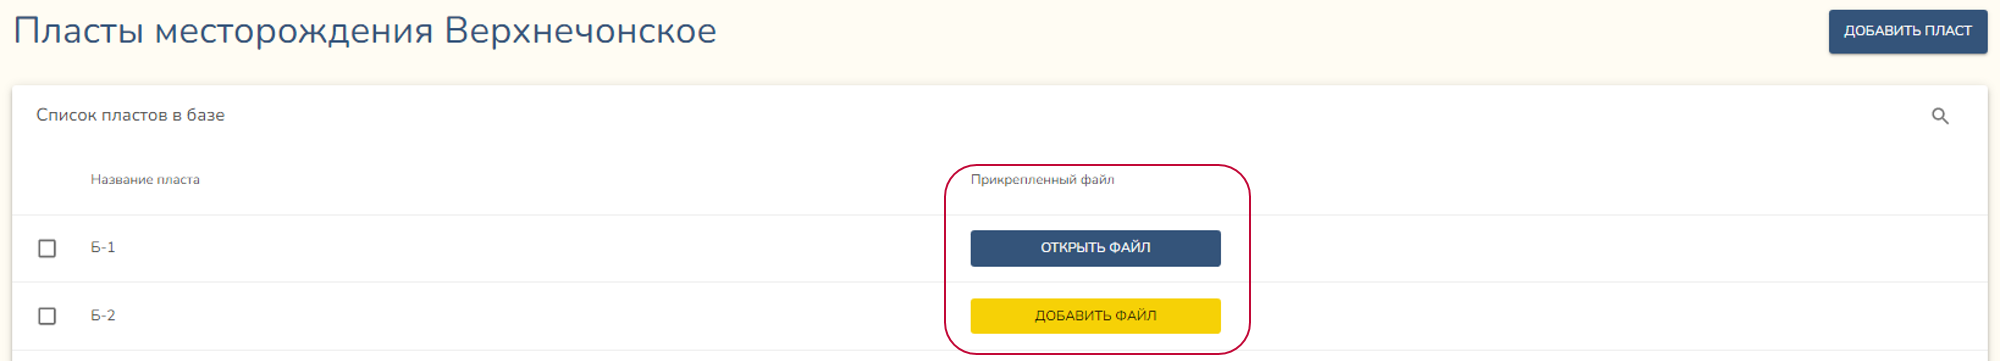 Пласты месторождения Верхнечонское
ДОБАВИТЬ ПЛАСТ
Список пластов в базе
Название пласта
Прикрепленный файл
Б-1
ОТКРЫТЬ ФАЙЛ
Б-2
ДОБАВИТЬ ФАЙЛ